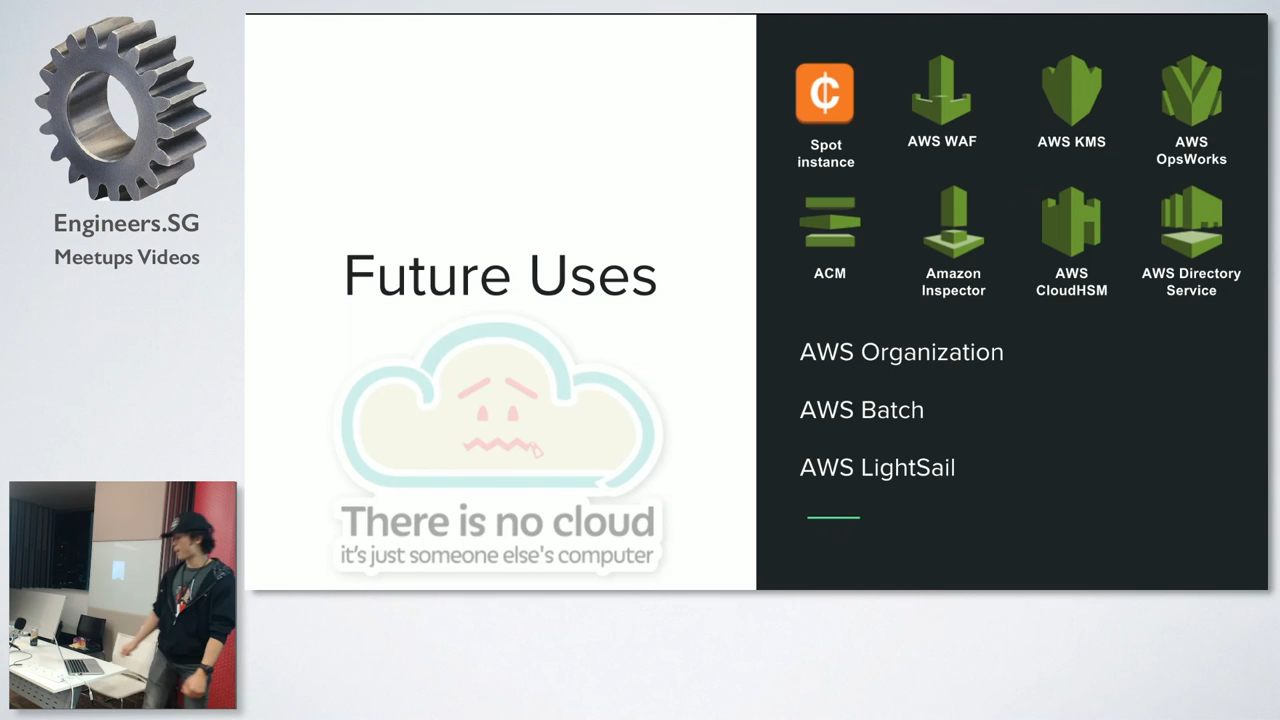 Engineers.SG
Meetups Videos
Future Uses
There is no cloud
it's just someone else's computer
₵
Spot
instance
AWS WAF
AWS KMS
AWS
OpsWorks
ACM
Amazon
Inspector
AWS
CloudHSM
AWS Directory
Service
AWS Organization
AWS Batch
AWS LightSail